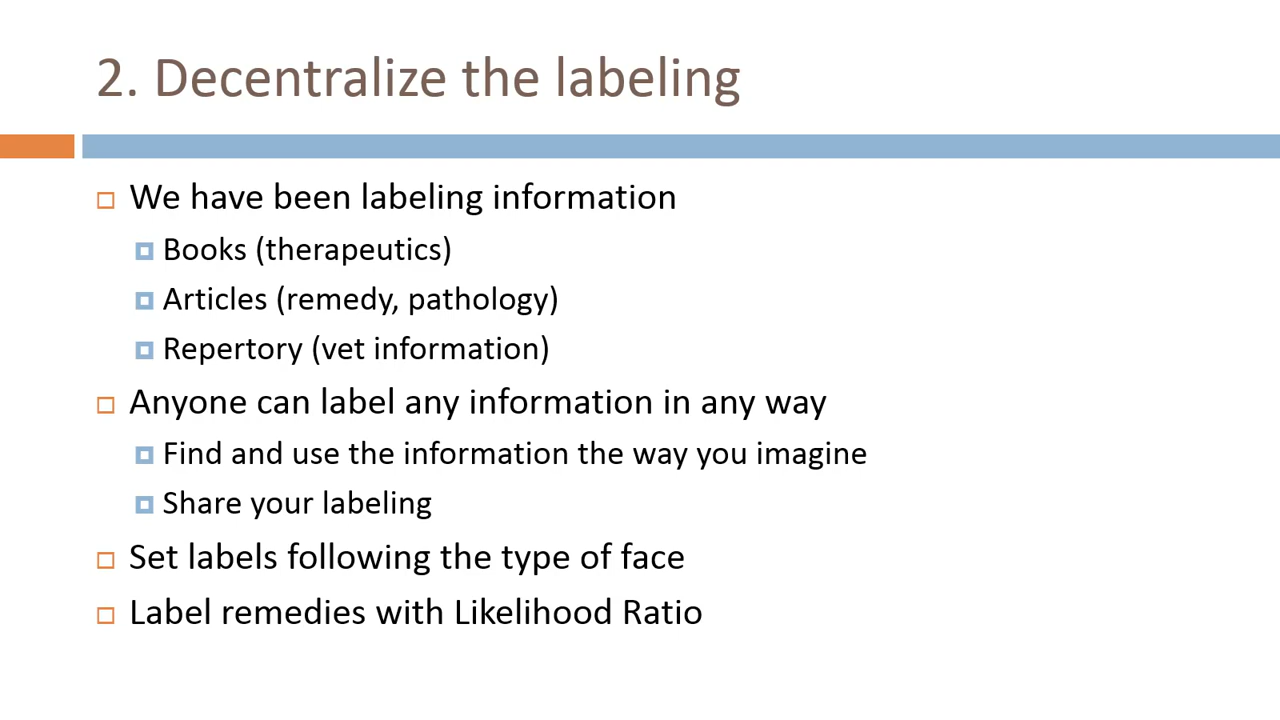 2. Decentralize the labeling
We have been labeling information
Books (therapeutics)
Articles (remedy, pathology)
Repertory (vet information)
Anyone can label any information in any way
Find and use the information the way you imagine
Share your labeling
Set labels following the type of face
Label remedies with Likelihood Ratio